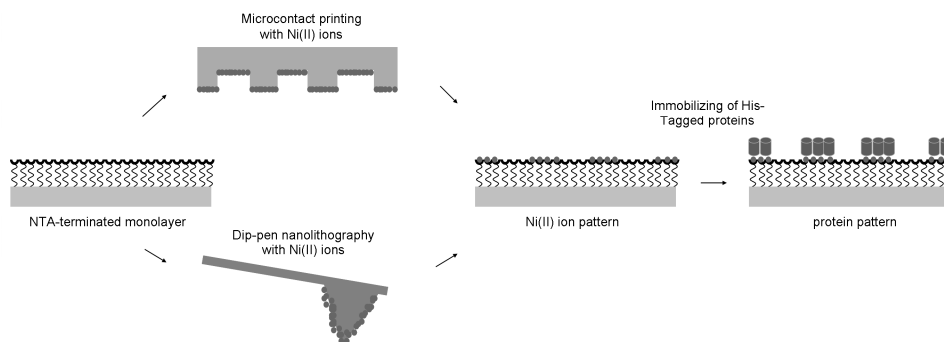 Microcontact printing
with Ni(II) ions
Immobilizing of His-
Tagged proteins
NTA-terminated monolayer
Ni(II) ion pattern
protein pattern
Dip-pen nanolithography
with Ni(II) ions